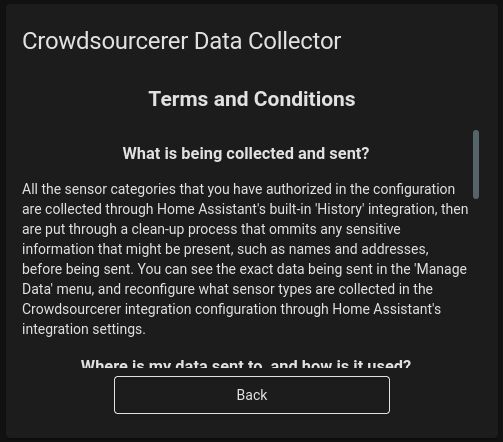 Crowdsourcerer Data Collector
Terms and Conditions
What is being collected and sent?
All the sensor categories that you have authorized in the configuration
are collected through Home Assistant's built-in 'History' integration, then
are put through a clean-up process that ommits any sensitive
information that might be present, such as names and addresses,
before being sent. You can see the exact data being sent in the 'Manage
Data' menu, and reconfigure what sensor types are collected in the
Crowdsourcerer integration configuration through Home Assistant's
integration settings.
Where is my data sent to, and how is it used?
Back